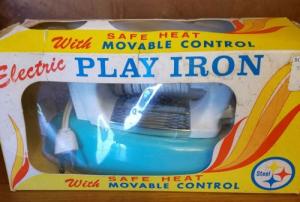 With SAFE HEAT
MOVABLE CONTROL
Electric PLAY IRON
With SAFE HEAT
MOVABLE CONTROL
Steel